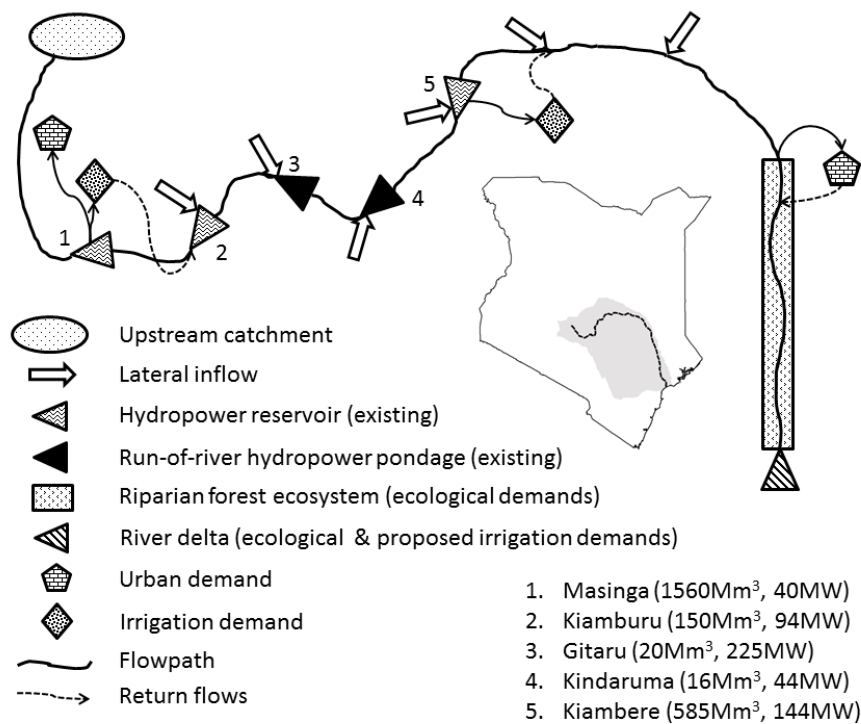 5
3
4
1
2
Upstream catchment
Lateral inflow
Hydropower reservoir (existing)
Run-of-river hydropower pondage (existing)
Riparian forest ecosystem (ecological demands)
River delta (ecological & proposed irrigation demands)
Urban demand
Irrigation demand
Flowpath
Return flows
1. Masinga (1560Mm³, 40MW)
2. Kiamburu (150Mm³, 94MW)
3. Gitaru (20Mm³, 225MW)
4. Kindaruma (16Mm³, 44MW)
5. Kiambere (585Mm³, 144MW)